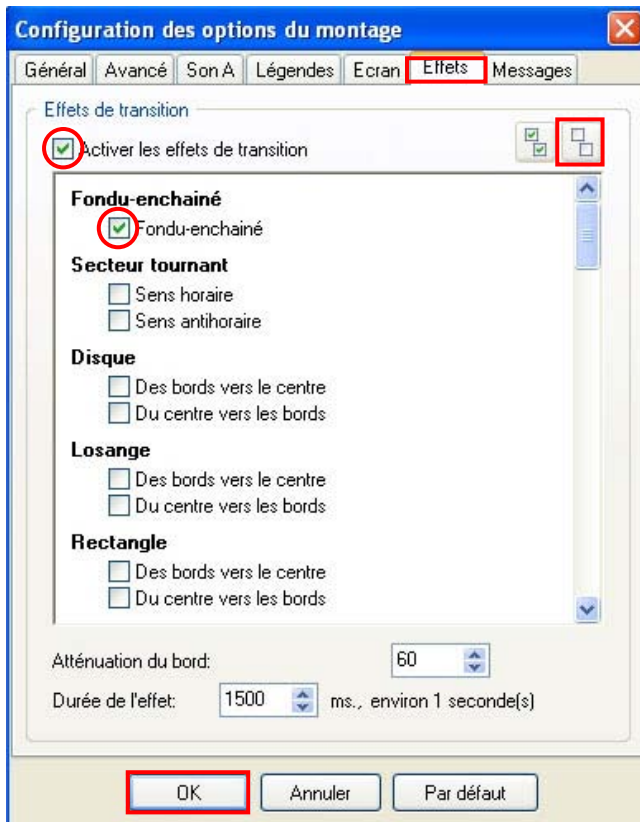 Configuration des options du montage
Général Avancé Son A Légendes Ecran Effets Messages
Effets de transition
Activer les effets de transition
Fondu-enchainé
Fondu-enchainé
Secteur tournant
Sens horaire
Sens antihoraire
Disque
Des bords vers le centre
Du centre vers les bords
Losange
Des bords vers le centre
Du centre vers les bords
Rectangle
Des bords vers le centre
Du centre vers les bords
Atténuation du bord: 60
Durée de l'effet: 1500 ms., environ 1 seconde(s)
OK Annuler Par défaut